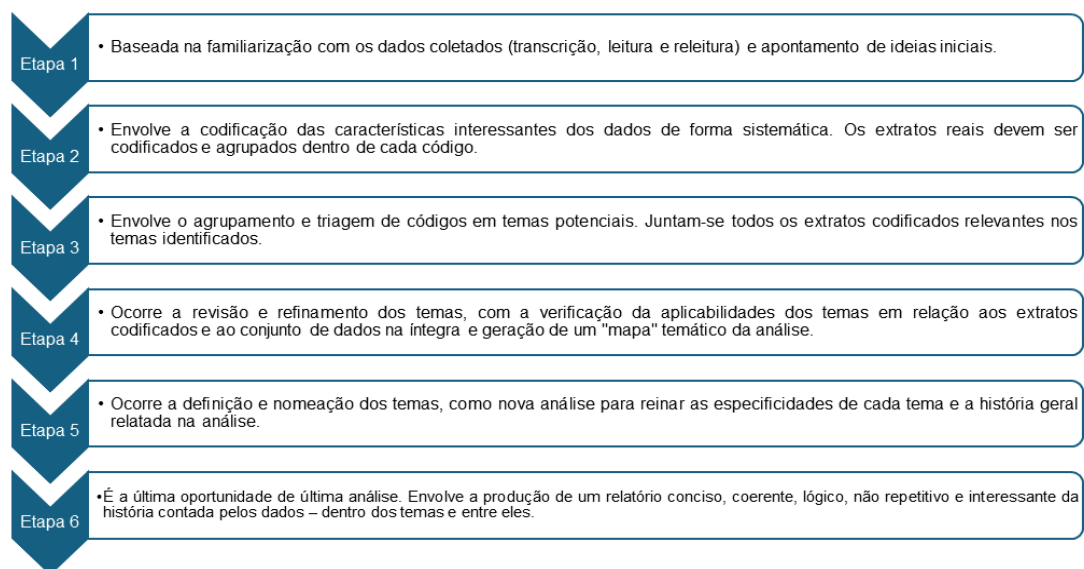 Etapa 1
• Baseada na familiarização com os dados coletados (transcrição, leitura e releitura) e apontamento de ideias iniciais.
Etapa 2
• Envolve a codificação das características interessantes dos dados de forma sistemática. Os extratos reais devem ser
codificados e agrupados dentro de cada código.
Etapa 3
• Envolve o agrupamento e triagem de códigos em temas potenciais. Juntam-se todos os extratos codificados relevantes nos
temas identificados.
Etapa 4
• Ocorre a revisão e refinamento dos temas, com a verificação da aplicabilidades dos temas em relação aos extratos
codificados e ao conjunto de dados na íntegra e geração de um "mapa" temático da análise.
Etapa 5
• Ocorre a definição e nomeação dos temas, como nova análise para reinar as especificidades de cada tema e a história geral
relatada na análise.
Etapa 6
•É a última oportunidade de última análise. Envolve a produção de um relatório conciso, coerente, lógico, não repetitivo e interessante da
história contada pelos dados – dentro dos temas e entre eles.